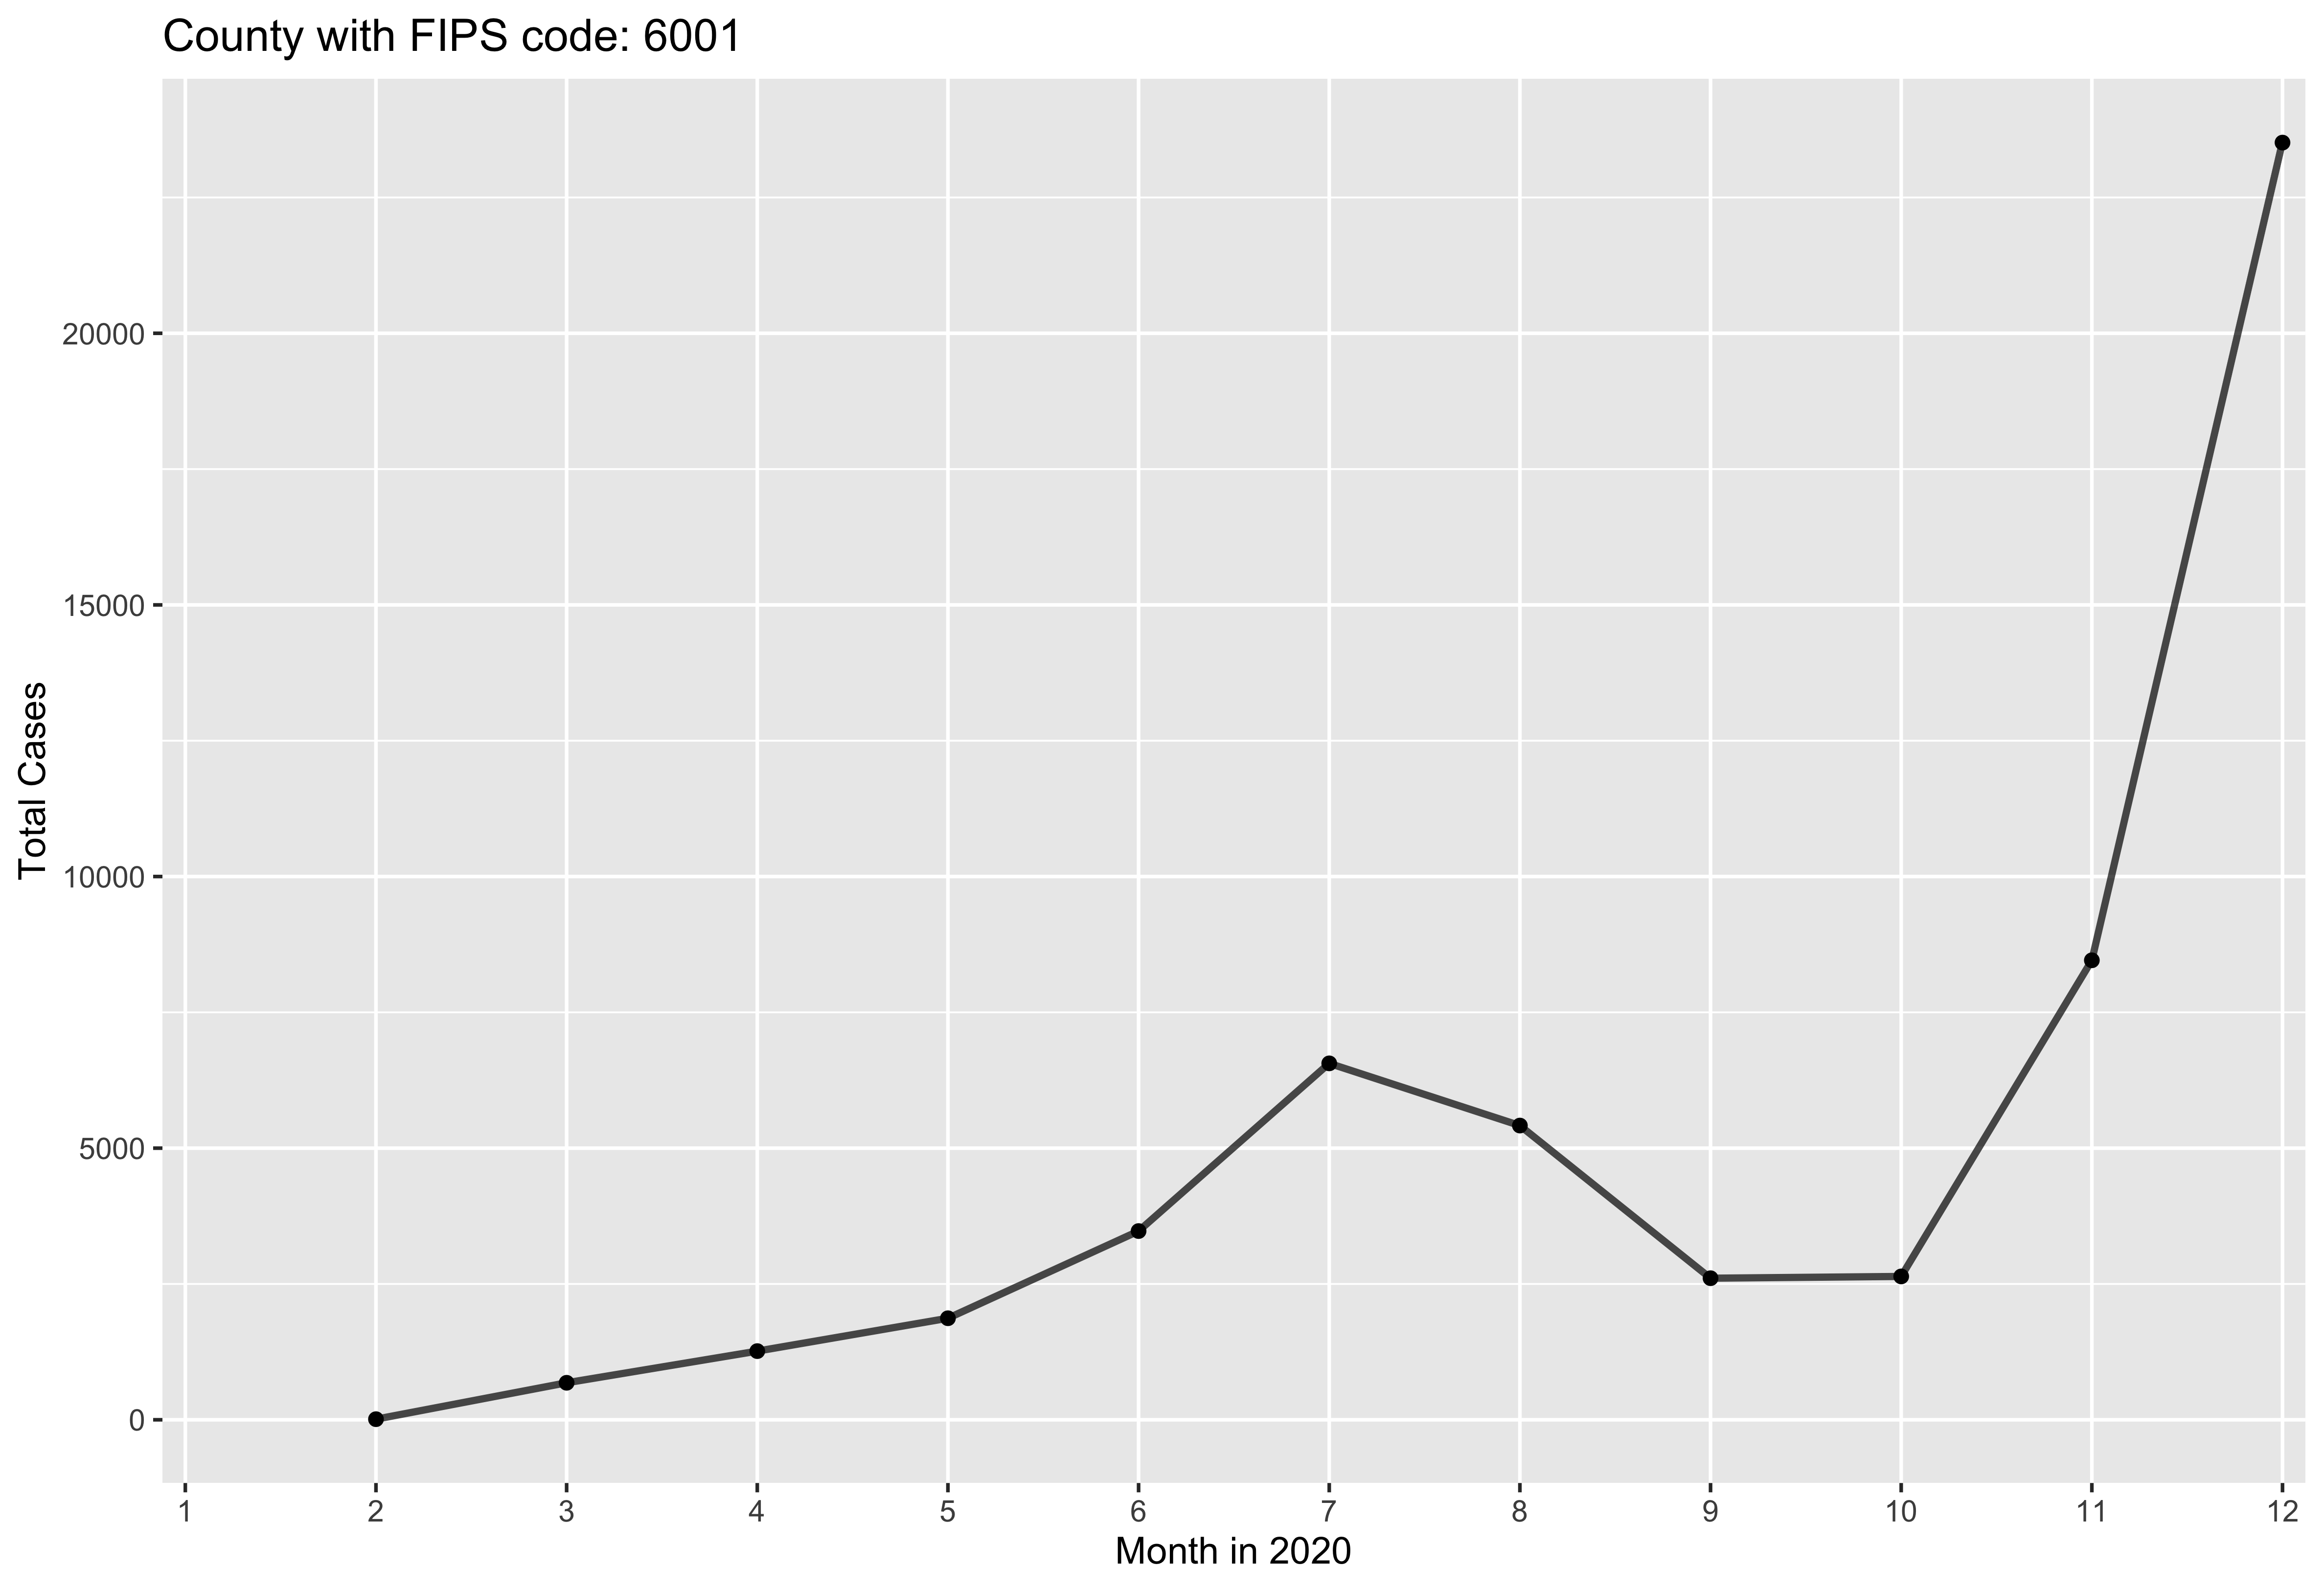 County with FIPS code: 6001
Total Cases
20000
15000
10000
5000
0
1 2 3 4 5 6 7 8 9 10 11 12
Month in 2020